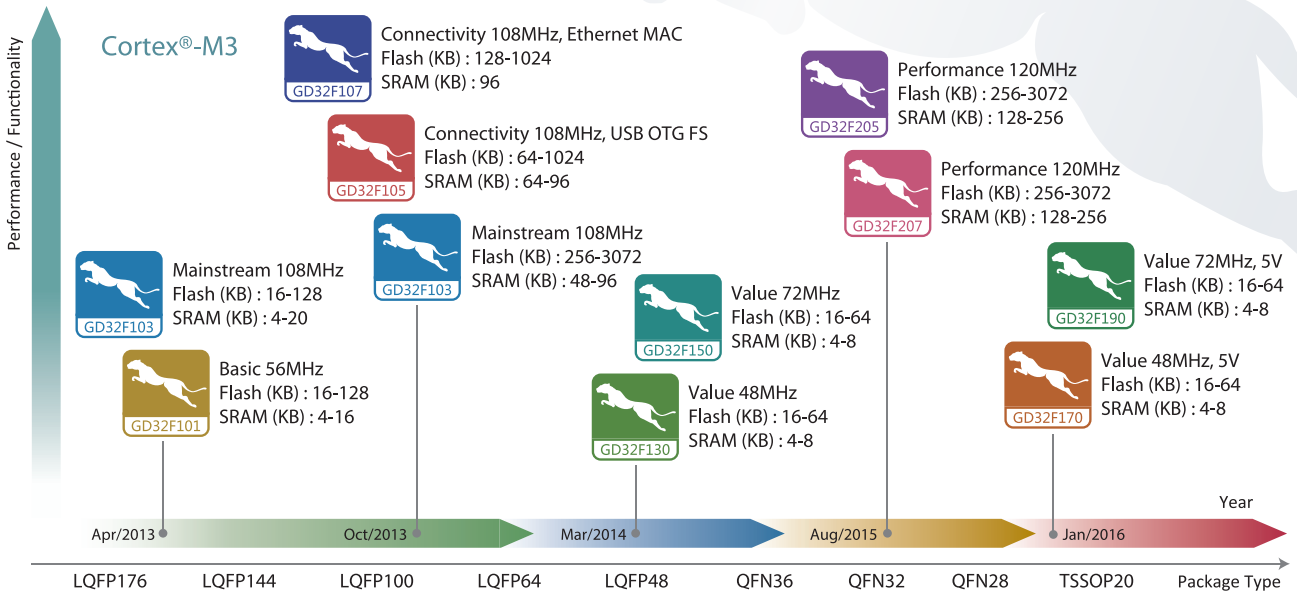 Performance / Functionality
Cortex®-M3
GD32F107
Connectivity 108MHz, Ethernet MAC
Flash (KB) : 128-1024
SRAM (KB) : 96
GD32F105
Connectivity 108MHz, USB OTG FS
Flash (KB) : 64-1024
SRAM (KB) : 64-96
GD32F103
Mainstream 108MHz
Flash (KB) : 256-3072
SRAM (KB) : 48-96
GD32F103
Mainstream 108MHz
Flash (KB) : 16-128
SRAM (KB) : 4-20
GD32F101
Basic 56MHz
Flash (KB) : 16-128
SRAM (KB) : 4-16
GD32F150
Value 72MHz
Flash (KB) : 16-64
SRAM (KB) : 4-8
GD32F130
Value 48MHz
Flash (KB) : 16-64
SRAM (KB) : 4-8
GD32F205
Performance 120MHz
Flash (KB) : 256-3072
SRAM (KB) : 128-256
GD32F207
Performance 120MHz
Flash (KB) : 256-3072
SRAM (KB) : 128-256
GD32F190
Value 72MHz, 5V
Flash (KB) : 16-64
SRAM (KB) : 4-8
GD32F170
Value 48MHz, 5V
Flash (KB) : 16-64
SRAM (KB) : 4-8
Year
Apr/2013
Oct/2013
Mar/2014
Aug/2015
Jan/2016
LQFP176
LQFP144
LQFP100
LQFP64
LQFP48
QFN36
QFN32
QFN28
TSSOP20
Package Type